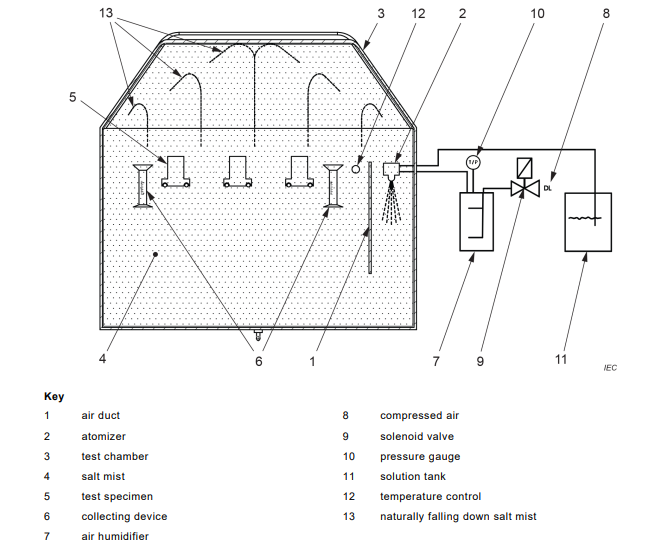 13 3 12 2 10 8
5
T/P
DL
4 6 1 7 9 11
IEC
Key
1 air duct
2 atomizer
3 test chamber
4 salt mist
5 test specimen
6 collecting device
7 air humidifier
8 compressed air
9 solenoid valve
10 pressure gauge
11 solution tank
12 temperature control
13 naturally falling down salt mist